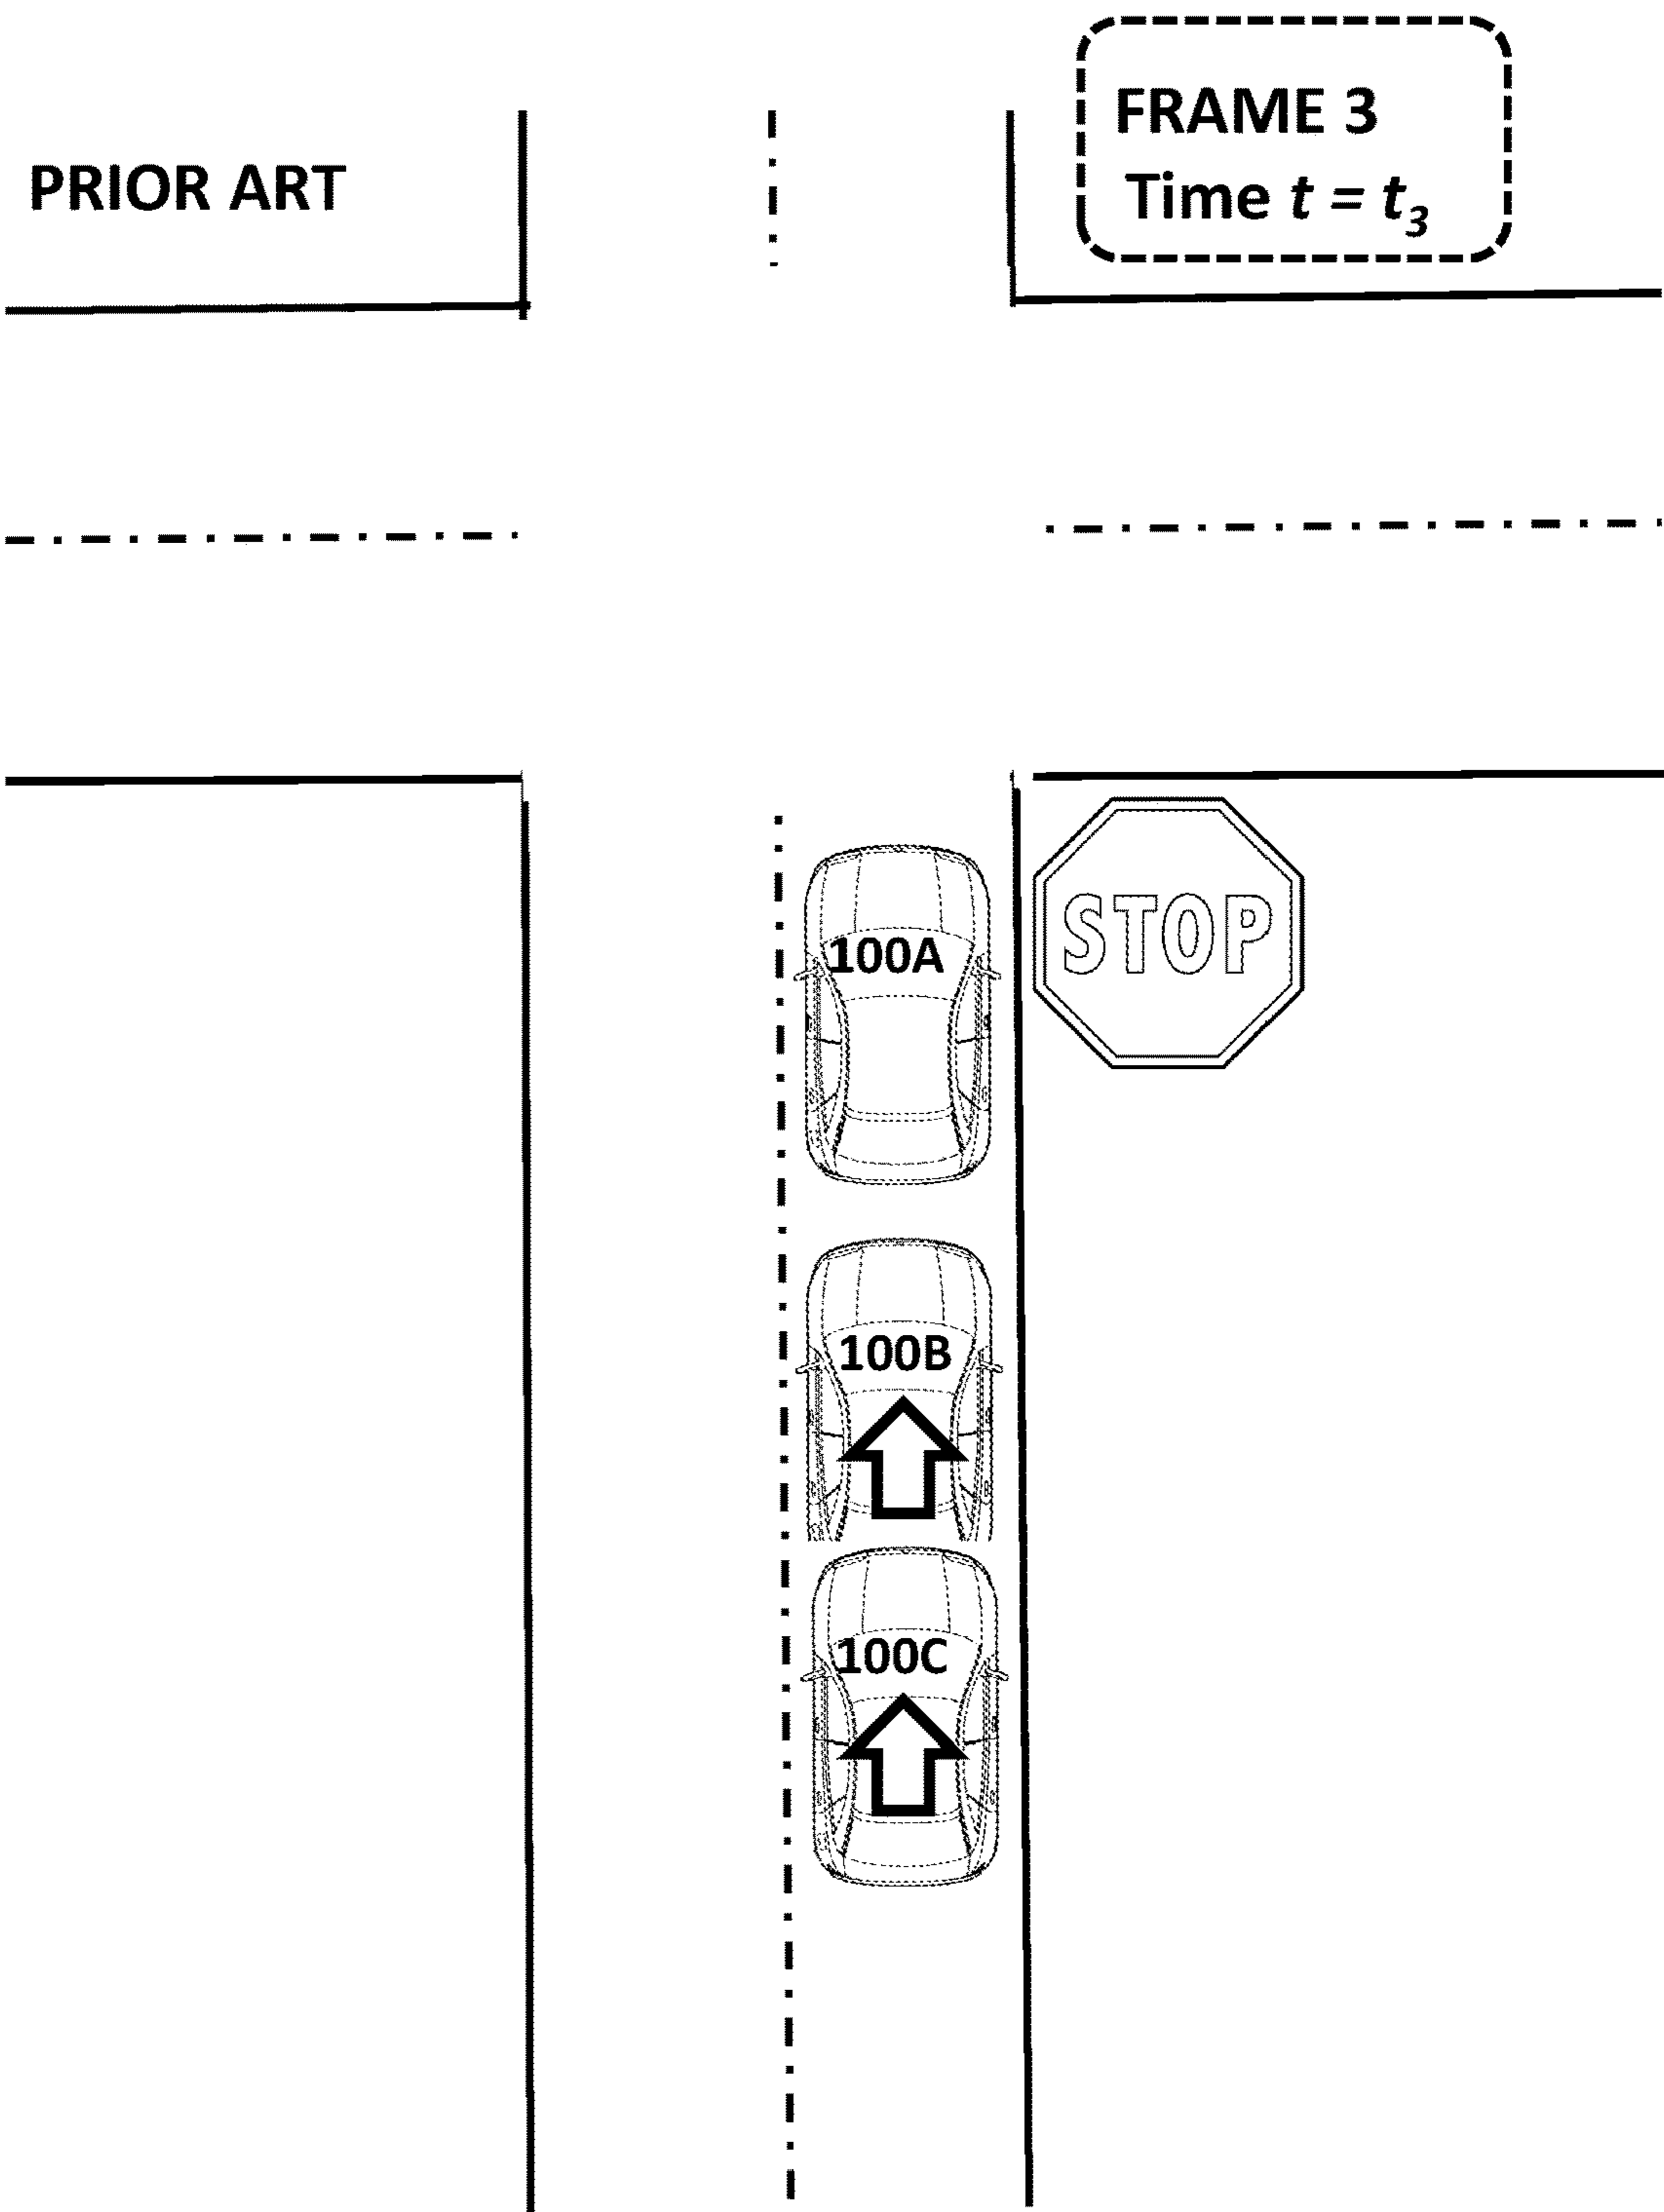 PRIOR ART
FRAME 3
Time t = t₃
STOP
100A
100B
100C